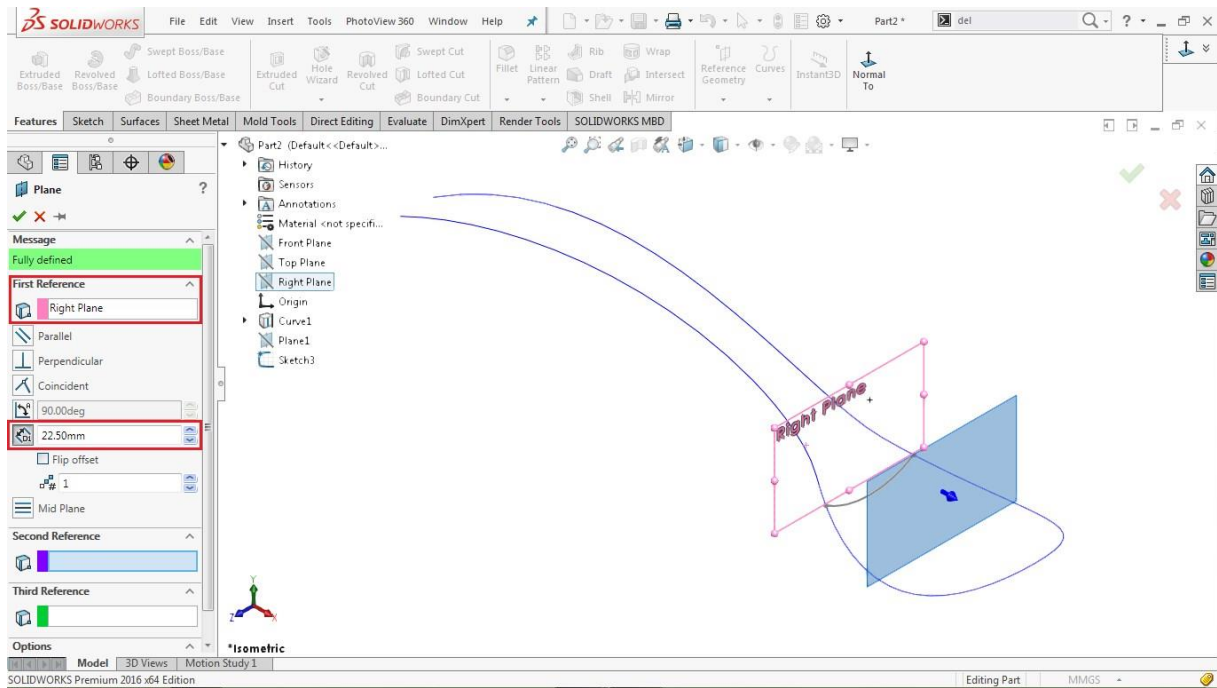 SOLIDWORKS File Edit View Insert Tools PhotoView 360 Window Help Part2 * del ?
Extruded Boss/Base
Revolved Boss/Base
Swept Boss/Base
Lofted Boss/Base
Boundary Boss/Base
Extruded Cut
Hole Wizard
Revolved Cut
Swept Cut
Lofted Cut
Boundary Cut
Fillet
Linear Pattern
Rib
Draft
Shell
Wrap
Intersect
Mirror
Reference Geometry
Curves
Instant3D
Normal To
Features Sketch Surfaces Sheet Metal Mold Tools Direct Editing Evaluate DimXpert Render Tools SOLIDWORKS MBD
Plane ?
Message
Fully defined
First Reference
Right Plane
Parallel
Perpendicular
Coincident
90.00deg
22.50mm
Flip offset
# 1
Mid Plane
Second Reference
Third Reference
Options
Part2 (Default<<Default>...
History
Sensors
Annotations
Material <not specifi...
Front Plane
Top Plane
Right Plane
Origin
Curve1
Plane1
Sketch3
Right Plane
Y
Z
X
*Isometric
Model 3D Views Motion Study 1
SOLIDWORKS Premium 2016 x64 Edition Editing Part MMGS